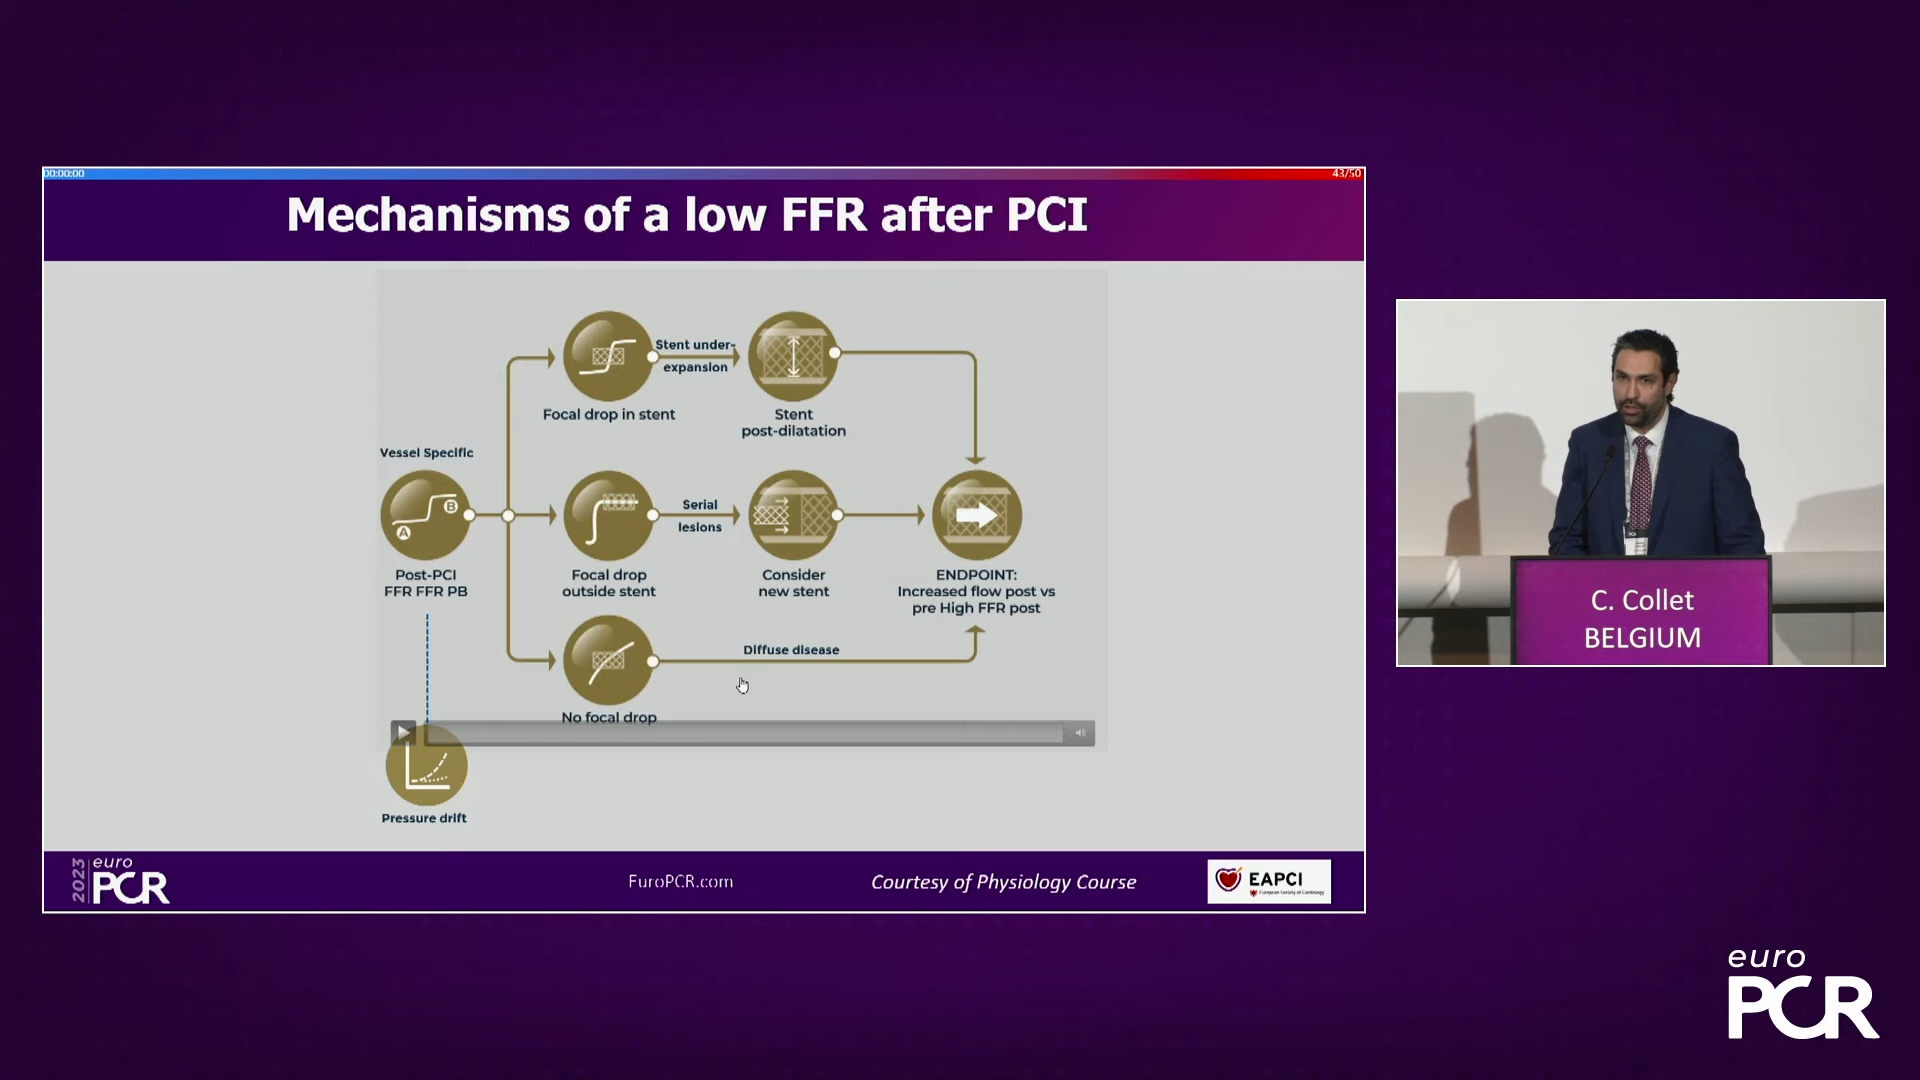 00:00:00
43/50
Mechanisms of a low FFR after PCI
Stent under-
expansion
Focal drop in stent
Stent
post-dilatation
Vessel Specific
A
B
Serial
lesions
Post-PCI
FFR FFR PB
Focal drop
outside stent
Consider
new stent
ENDPOINT:
Increased flow post vs
pre High FFR post
Diffuse disease
No focal drop
Pressure drift
2023 euro
PCR
EuroPCR.com
Courtesy of Physiology Course
EAPCI
European Society of Cardiology
PCR
C. Collet
BELGIUM
euro
PCR